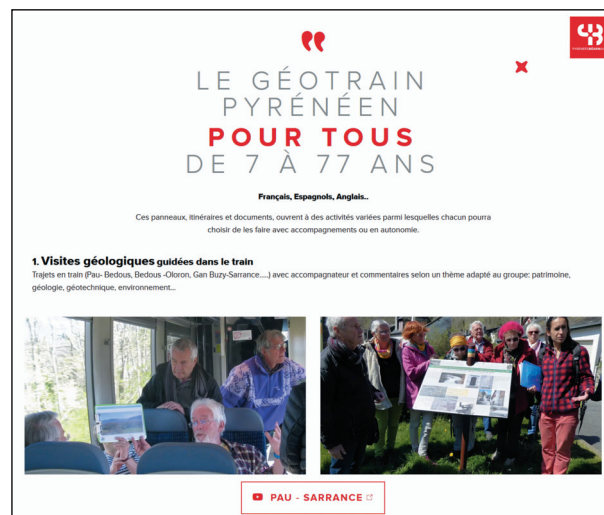 LE GÉOTRAIN
PYRÉNÉEN
POUR TOUS
DE 7 À 77 ANS
Français, Espagnols, Anglais..
Ces panneaux, itinéraires et documents, ouvrent à des activités variées parmi lesquelles chacun pourra
choisir de les faire avec accompagnements ou en autonomie.
1. Visites géologiques guidées dans le train
Trajets en train (Pau- Bedous, Bedous -Oloron, Gan Buzy-Sarrance....) avec accompagnateur et commentaires selon un thème adapté au groupe: patrimoine,
géologie, géotechnique, environnement...
PAU - SARRANCE